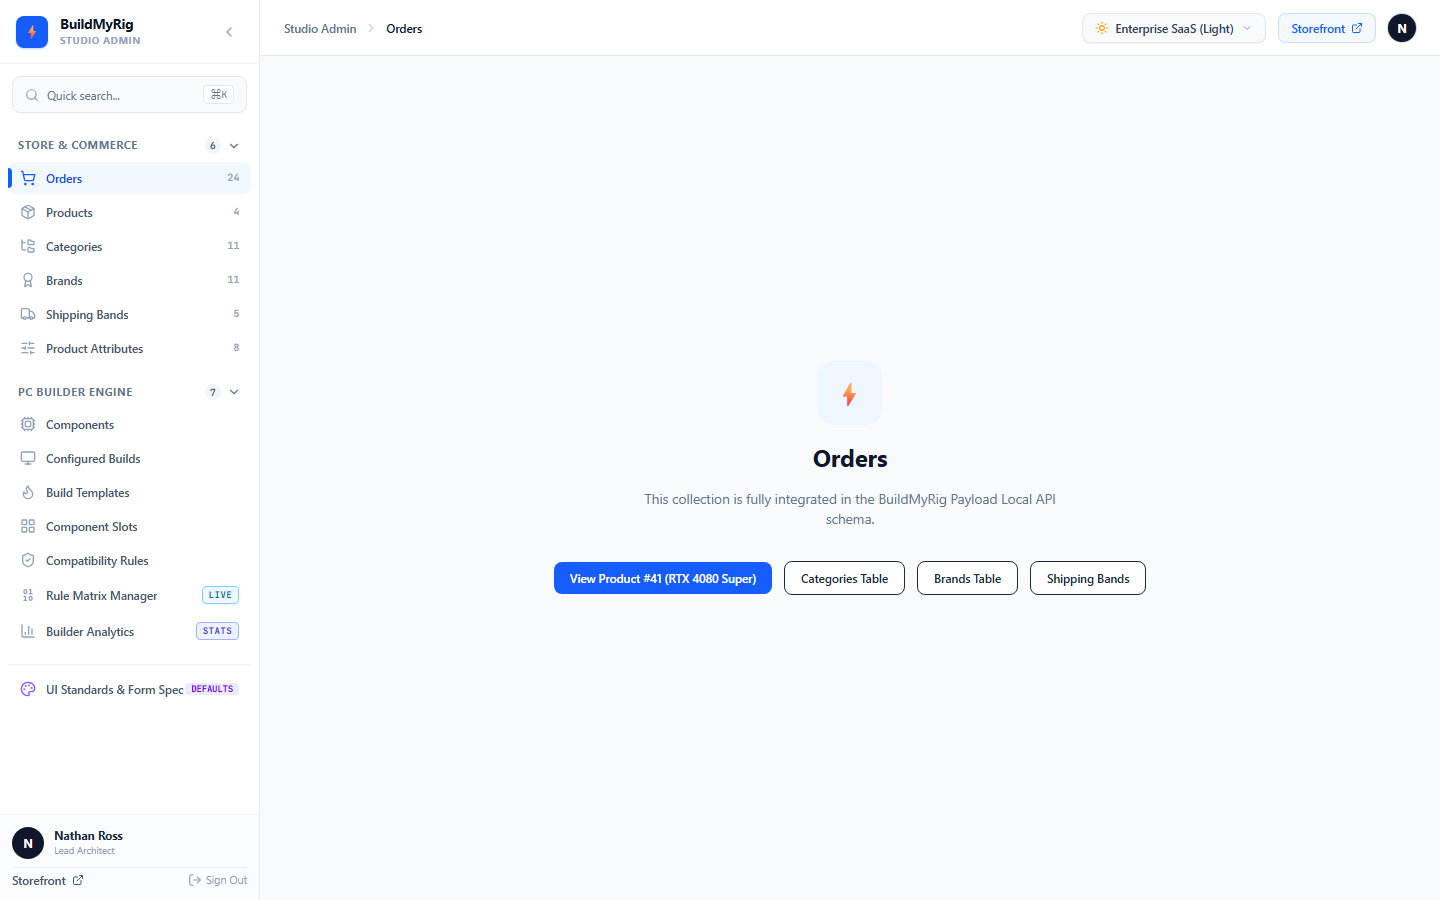 BuildMyRig
STUDIO ADMIN
Quick search...
⌘K
STORE & COMMERCE
6
Orders
24
Products
4
Categories
11
Brands
11
Shipping Bands
5
Product Attributes
8
PC BUILDER ENGINE
7
Components
Configured Builds
Build Templates
Component Slots
Compatibility Rules
Rule Matrix Manager
LIVE
Builder Analytics
STATS
UI Standards & Form Spec
DEFAULTS
N
Nathan Ross
Lead Architect
Storefront
Sign Out
Studio Admin
Orders
Enterprise SaaS (Light)
Storefront
N
Orders
This collection is fully integrated in the BuildMyRig Payload Local API
schema.
View Product #41 (RTX 4080 Super)
Categories Table
Brands Table
Shipping Bands